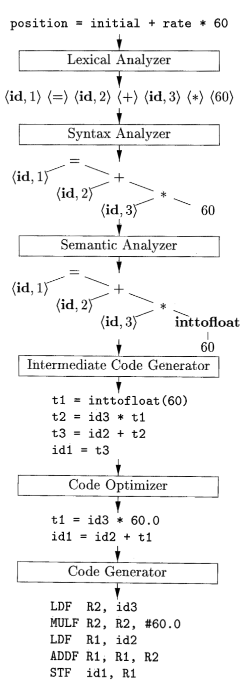 position = initial + rate * 60
Lexical Analyzer
⟨id, 1⟩ ⟨=⟩ ⟨id, 2⟩ ⟨+⟩ ⟨id, 3⟩ ⟨*⟩ ⟨60⟩
Syntax Analyzer
=
⟨id, 1⟩ +
⟨id, 2⟩ *
⟨id, 3⟩ 60
Semantic Analyzer
=
⟨id, 1⟩ +
⟨id, 2⟩ *
⟨id, 3⟩ inttofloat
60
Intermediate Code Generator
t1 = inttofloat(60)
t2 = id3 * t1
t3 = id2 + t2
id1 = t3
Code Optimizer
t1 = id3 * 60.0
id1 = id2 + t1
Code Generator
LDF R2, id3
MULF R2, R2, #60.0
LDF R1, id2
ADDF R1, R1, R2
STF id1, R1